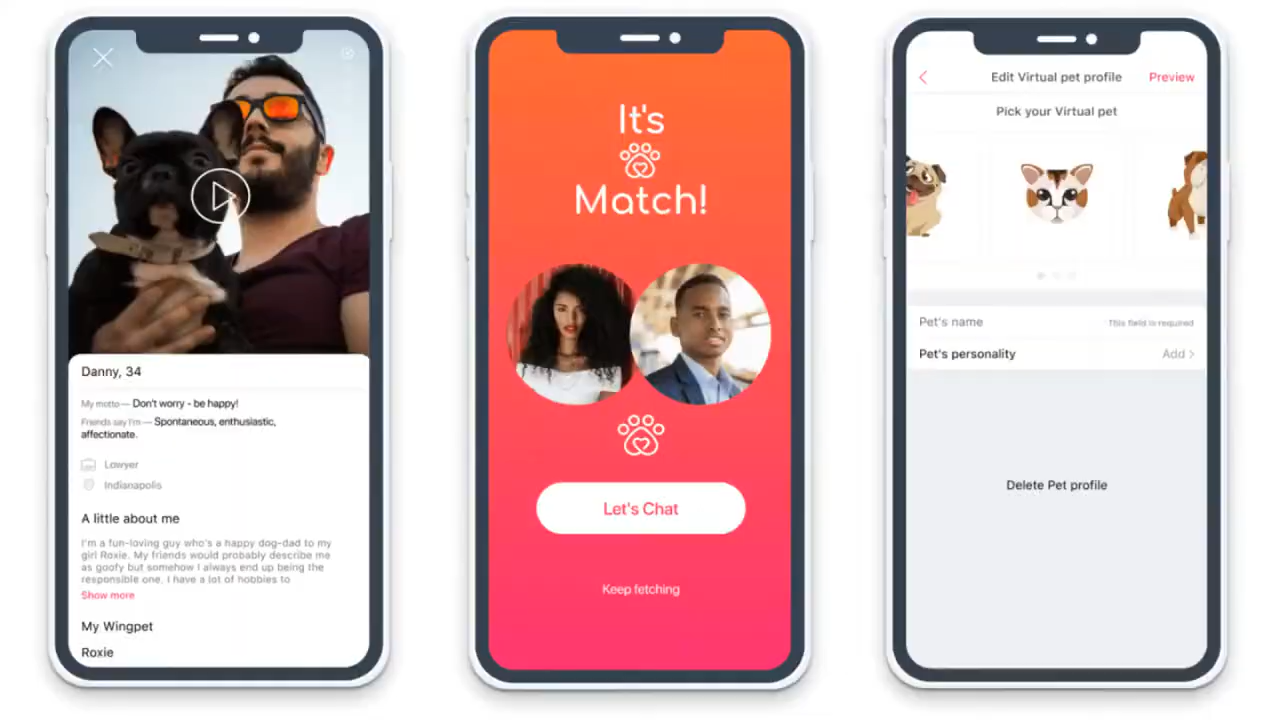 Danny, 34
My motto — Don't worry - be happy!
Friends say I'm — Spontaneous, enthusiastic,
affectionate.
Lawyer
Indianapolis
A little about me
I'm a fun-loving guy who's a happy dog-dad to my
girl Roxie. My friends would probably describe me
as goofy but somehow I always end up being the
responsible one. I have a lot of hobbies to
Show more
My Wingpet
Roxie
It's
Match!
Let's Chat
Keep fetching
Edit Virtual pet profile
Preview
Pick your Virtual pet
Pet's name
This field is required
Pet's personality
Add >
Delete Pet profile